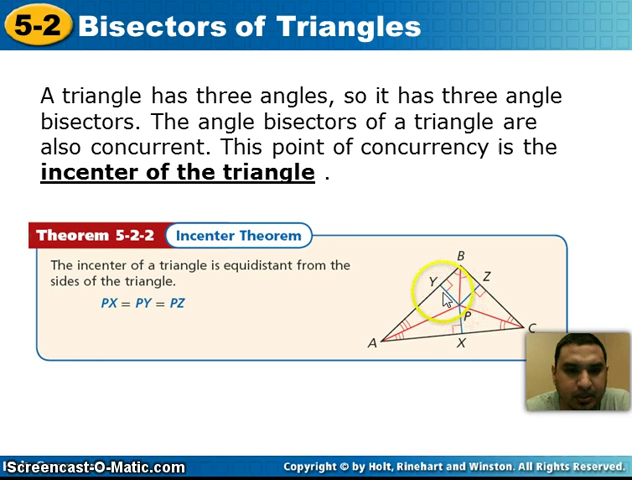 5-2 Bisectors of Triangles
A triangle has three angles, so it has three angle
bisectors. The angle bisectors of a triangle are
also concurrent. This point of concurrency is the
incenter of the triangle .
Theorem 5-2-2 Incenter Theorem
The incenter of a triangle is equidistant from the
sides of the triangle.
PX = PY = PZ
B
Y
Z
P
A
X
C
Screencast-O-Matic.com
Copyright © by Holt, Rinehart and Winston. All Rights Reserved.